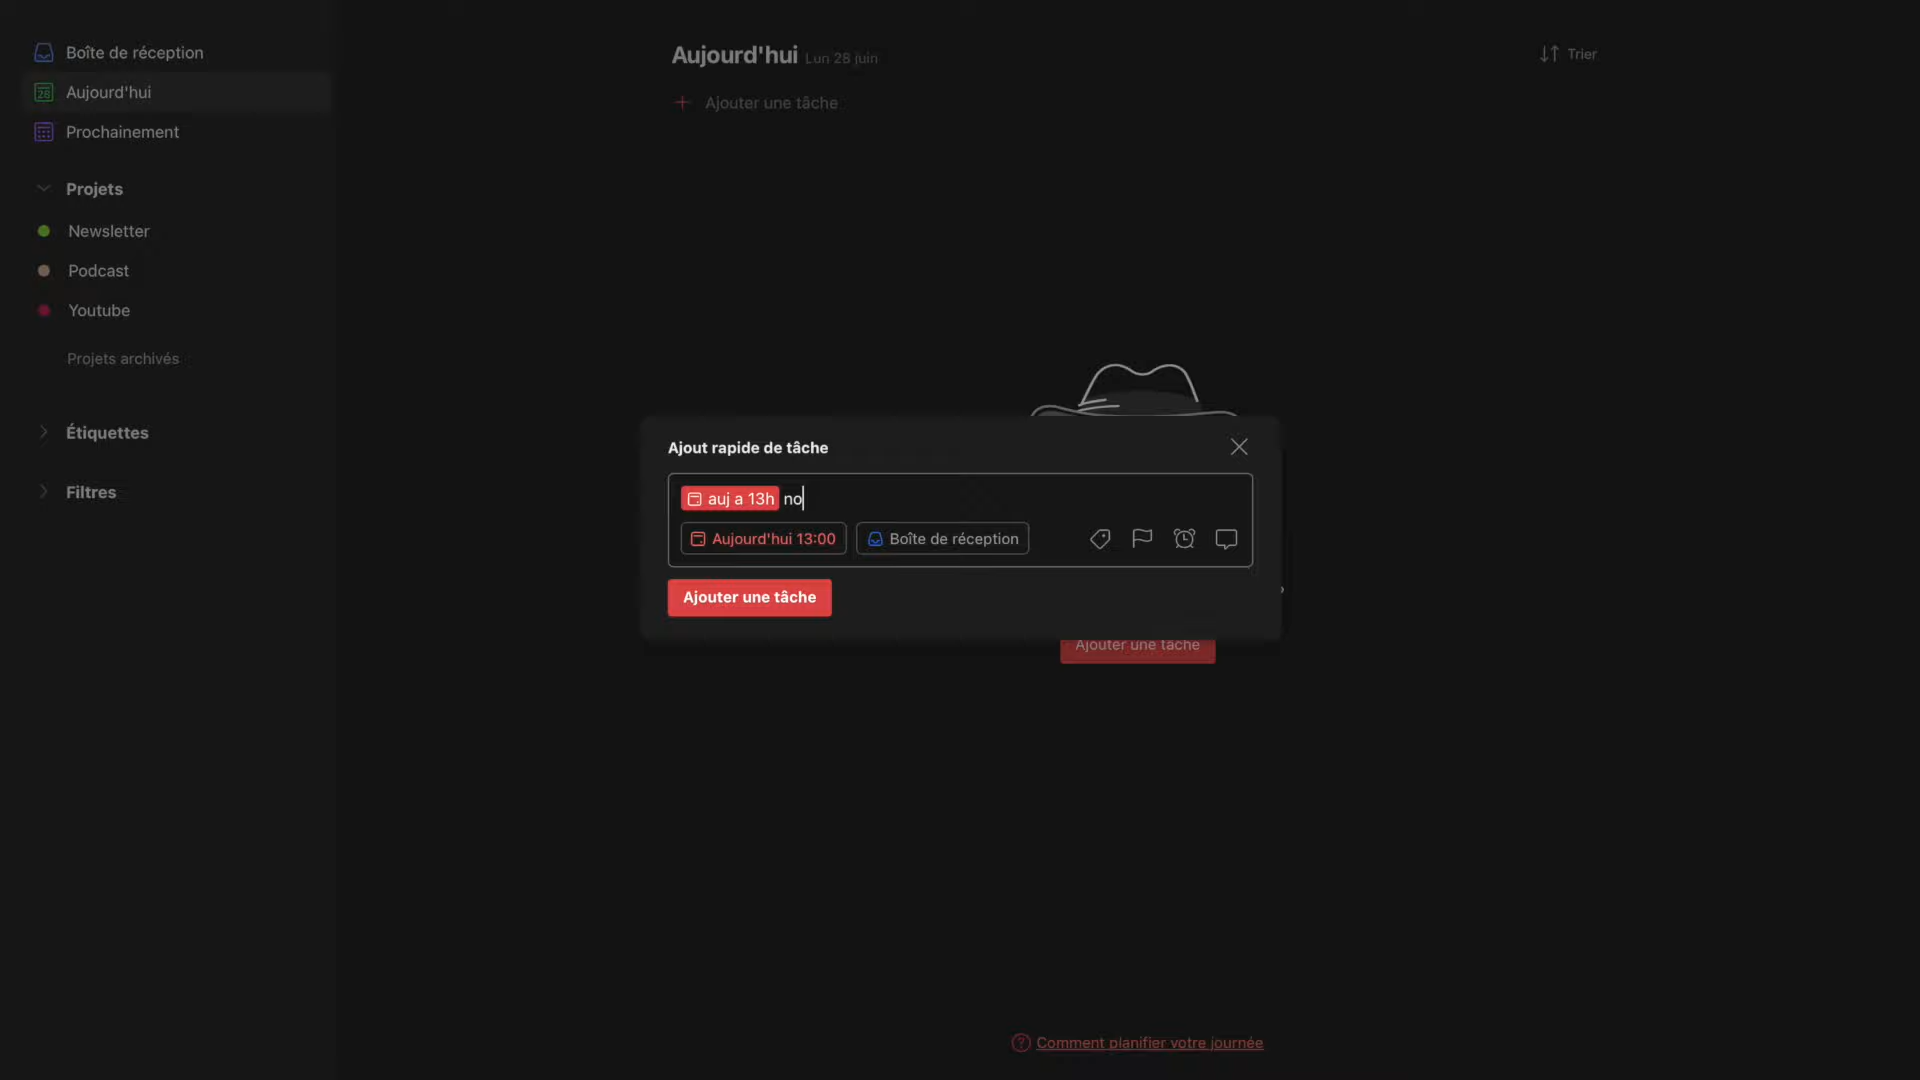 Boîte de réception
28 Aujourd'hui
Prochainement
Projets
Newsletter
Podcast
Youtube
Projets archivés
Étiquettes
Filtres
Aujourd'hui Lun 28 juin
Trier
+ Ajouter une tâche
Ajout rapide de tâche
auj a 13h no
Aujourd'hui 13:00
Boîte de réception
Ajouter une tâche
Ajouter une tâche
? Comment planifier votre journée